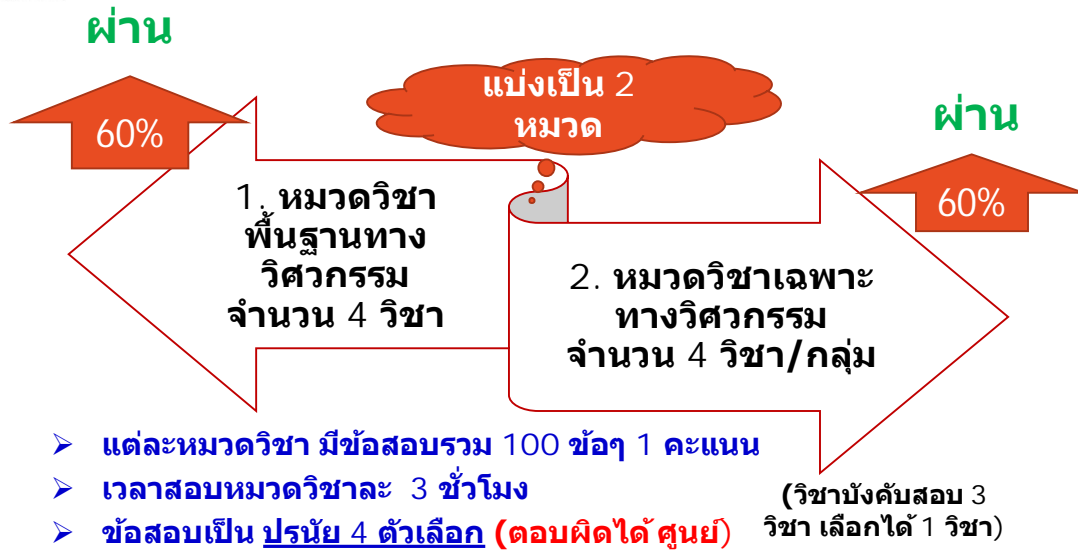 ผ่าน
60%
แบ่งเป็น 2
หมวด
ผ่าน
60%
1. หมวดวิชา
พื้นฐานทาง
วิศวกรรม
จำนวน 4 วิชา
2. หมวดวิชาเฉพาะ
ทางวิศวกรรม
จำนวน 4 วิชา/กลุ่ม
➢ แต่ละหมวดวิชา มีข้อสอบรวม 100 ข้อๆ 1 คะแนน
➢ เวลาสอบหมวดวิชาละ 3 ชั่วโมง
➢ ข้อสอบเป็น ปรนัย 4 ตัวเลือก (ตอบผิดได้ ศูนย์)
(วิชาบังคับสอบ 3
วิชา เลือกได้ 1 วิชา)